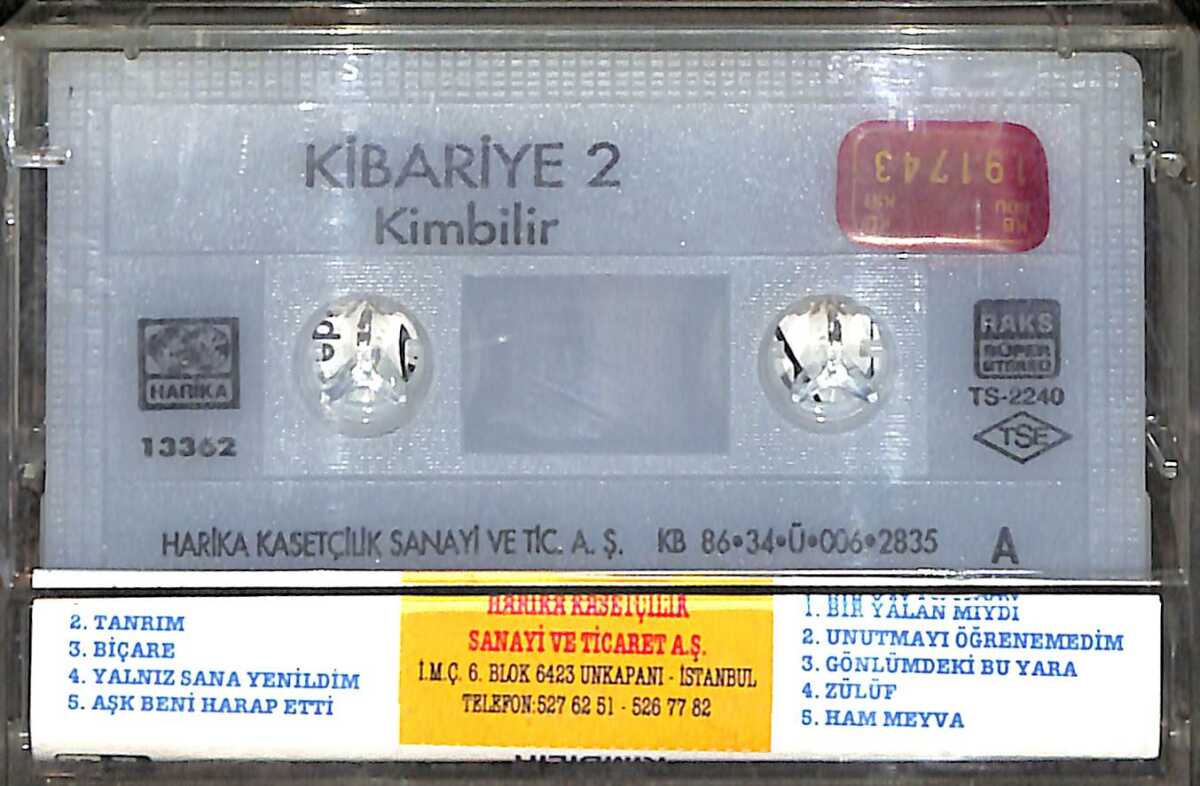 KİBARİYE 2
Kimbilir
191743
HARİKA
13362
RAKS
SÜPER
STEREO
TS-2240
TSE
HARİKA KASETÇİLİK SANAYİ VE TİC. A. Ş. KB 86•34•Ü•006•2835 A
2. TANRIM
3. BİÇARE
4. YALNIZ SANA YENİLDİM
5. AŞK BENİ HARAP ETTİ
HARİKA KASETÇİLİK
SANAYİ VE TİCARET A.Ş.
İ.M.Ç. 6. BLOK 6423 UNKAPANI - İSTANBUL
TELEFON:527 62 51 - 526 77 82
1. BİR YALAN MIYDI
2. UNUTMAYI ÖĞRENEMEDİM
3. GÖNLÜMDEKİ BU YARA
4. ZÜLÜF
5. HAM MEYVA